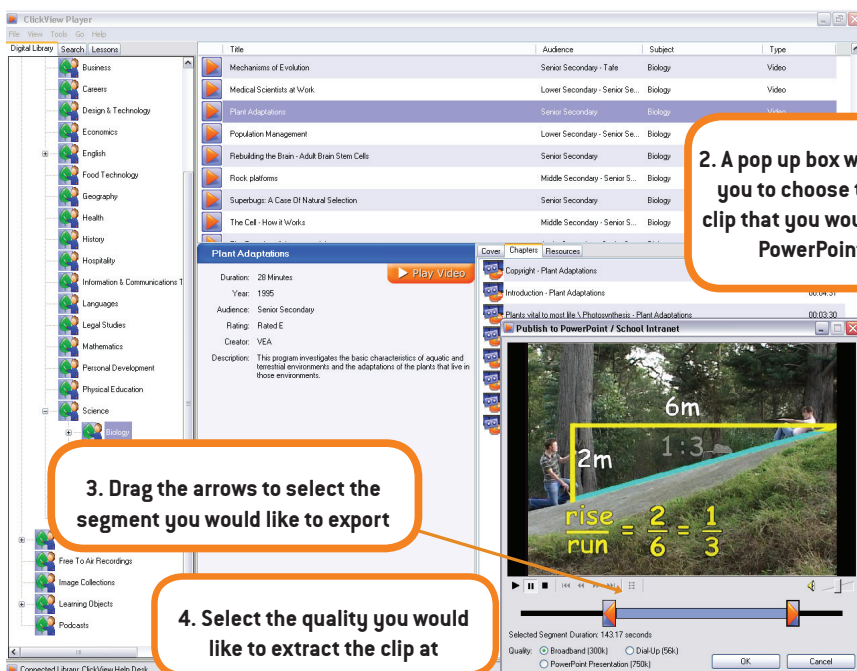 ClickView Player
File View Tools Go Help
Digital Library Search Lessons
Title Audience Subject Type
Business
Careers
Design & Technology
Economics
English
Food Technology
Geography
Health
History
Hospitality
Information & Communications T
Languages
Legal Studies
Mathematics
Personal Development
Physical Education
Science
Biology
Free To Air Recordings
Image Collections
Learning Objects
Podcasts
Connected Library: ClickView Help Desk
Mechanisms of Evolution Senior Secondary - Tafe Biology Video
Medical Scientists at Work Lower Secondary - Senior Se... Biology Video
Plant Adaptations Senior Secondary Biology Video
Population Management Lower Secondary - Senior Se... Biology
Rebuilding the Brain - Adult Brain Stem Cells Senior Secondary Biology
Rock platforms Middle Secondary - Senior S... Biology
Superbugs: A Case Of Natural Selection Senior Secondary Biology
The Cell - How it Works Middle Secondary - Senior S... Biology
2. A pop up box w
you to choose t
clip that you wou
PowerPoin
Plant Adaptations
Play Video
Duration: 28 Minutes
Year: 1995
Audience: Senior Secondary
Rating: Rated E
Creator: VEA
Description: This program investigates the basic characteristics of aquatic and
terrestrial environments and the adaptations of the plants that live in
those environments.
Cover Chapters Resources
Copyright - Plant Adaptations
Introduction - Plant Adaptations 00:04:31
Plants vital to most life \ Photosynthesis - Plant Adaptations 00:03:30
Publish to PowerPoint / School Intranet
6m
2m
1:3
rise
run = 2
6 = 1
3
3. Drag the arrows to select the
segment you would like to export
4. Select the quality you would
like to extract the clip at
Selected Segment Duration: 143.17 seconds
Quality: Broadband (300k) Dial-Up (56k)
PowerPoint Presentation (750k)
OK Cancel